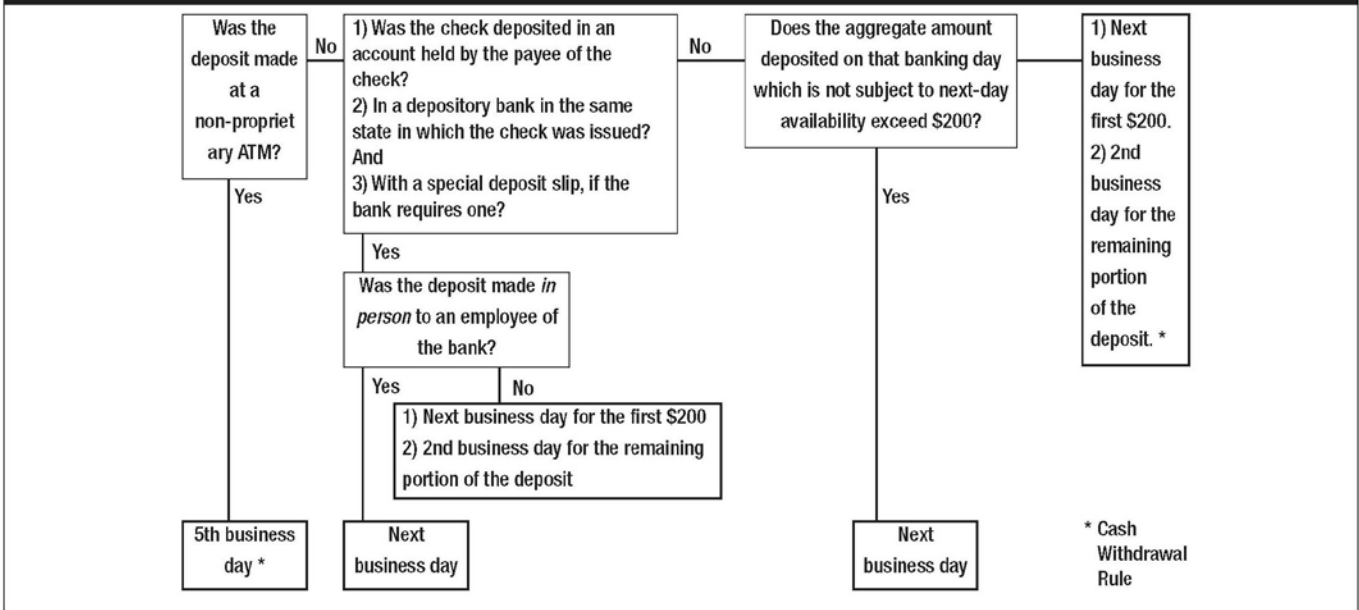 Was the
deposit made
at a
non-propriet
ary ATM?
No
1) Was the check deposited in an
account held by the payee of the
check?
2) In a depository bank in the same
state in which the check was issued?
And
3) With a special deposit slip, if the
bank requires one?
No
Does the aggregate amount
deposited on that banking day
which is not subject to next-day
availability exceed $200?
1) Next
business
day for the
first $200.
2) 2nd
business
day for the
remaining
portion
of the
deposit. *
Yes
Yes
Yes
Was the deposit made in
person to an employee of
the bank?
Yes
No
1) Next business day for the first $200
2) 2nd business day for the remaining
portion of the deposit
5th business
day *
Next
business day
Next
business day
* Cash
Withdrawal
Rule